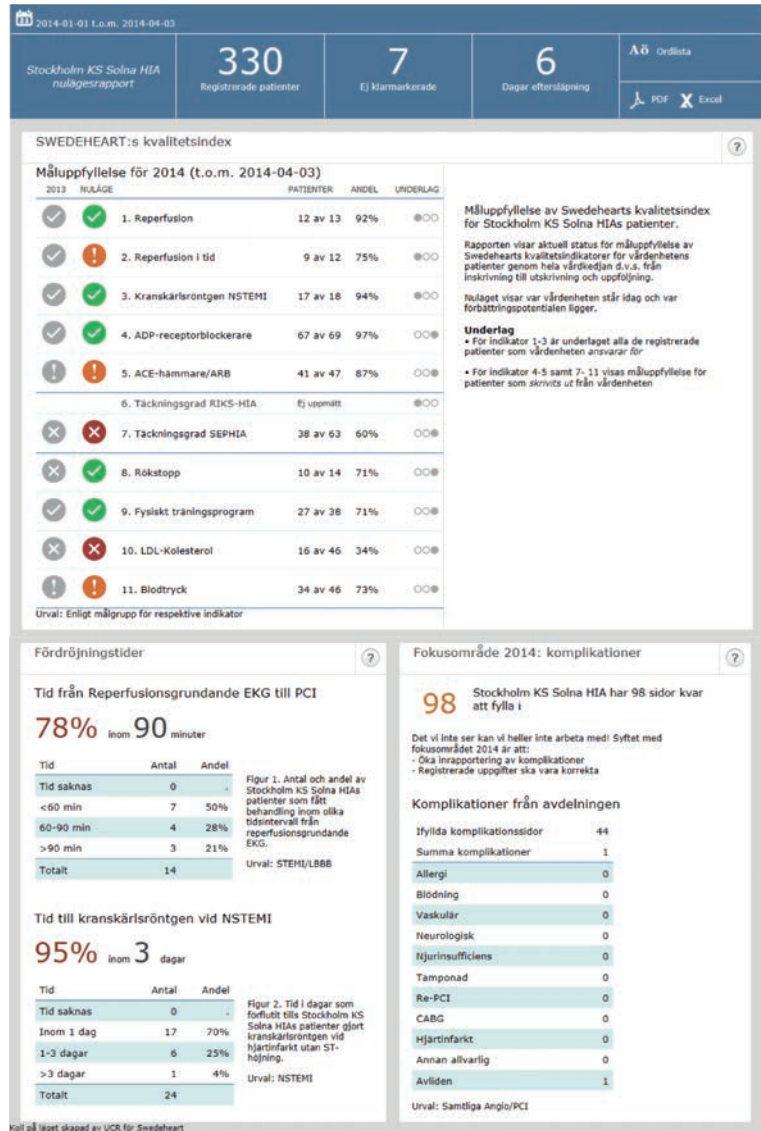 2014-01-01 t.o.m. 2014-04-03
Stockholm KS Solna HIA
nulägesrapport
330
Registrerade patienter
7
Ej klarmarkerade
6
Dagar eftersläpning
Aö Ordlista
PDF X Excel
SWEDEHEART:s kvalitetsindex
?
Måluppfyllelse för 2014 (t.o.m. 2014-04-03)
2013 NULÄGE PATIENTER ANDEL UNDERLAG
1. Reperfusion 12 av 13 92%
2. Reperfusion i tid 9 av 12 75%
3. Kranskärlsröntgen NSTEMI 17 av 18 94%
4. ADP-receptorblockerare 67 av 69 97%
5. ACE-hämmare/ARB 41 av 47 87%
6. Täckningsgrad RIKS-HIA Ej uppmätt
7. Täckningsgrad SEPHIA 38 av 63 60%
8. Rökstopp 10 av 14 71%
9. Fysiskt träningsprogram 27 av 38 71%
10. LDL-Kolesterol 16 av 46 34%
11. Blodtryck 34 av 46 73%
Urval: Enligt målgrupp för respektive indikator
Måluppfyllelse av Swedehearts kvalitetsindex
för Stockholm KS Solna HIAs patienter.
Rapporten visar aktuell status för måluppfyllelse av
Swedehearts kvalitetsindikatorer för vårdenhetens
patienter genom hela vårdkedjan d.v.s. från
inskrivning till utskrivning och uppföljning.
Nuläget visar var vårdenheten står idag och var
förbättringspotentialen ligger.
Underlag
• För indikator 1-3 är underlaget alla de registrerade
patienter som vårdenheten ansvarar för
• För indikator 4-5 samt 7- 11 visas måluppfyllelse för
patienter som skrivits ut från vårdenheten
Fördröjningstider
?
Tid från Reperfusionsgrundande EKG till PCI
78% inom 90 minuter
Tid Antal Andel
Tid saknas 0 .
<60 min 7 50%
60-90 min 4 28%
>90 min 3 21%
Totalt 14
Figur 1. Antal och andel av
Stockholm KS Solna HIAs
patienter som fått
behandling inom olika
tidsintervall från
reperfusionsgrundande
EKG.
Urval: STEMI/LBBB
Tid till kranskärlsröntgen vid NSTEMI
95% inom 3 dagar
Tid Antal Andel
Tid saknas 0 .
Inom 1 dag 17 70%
1-3 dagar 6 25%
>3 dagar 1 4%
Totalt 24
Figur 2. Tid i dagar som
förflutit tills Stockholm KS
Solna HIAs patienter gjort
kranskärlsröntgen vid
hjärtinfarkt utan ST-
höjning.
Urval: NSTEMI
Fokusområde 2014: komplikationer
?
98 Stockholm KS Solna HIA har 98 sidor kvar
att fylla i
Det vi inte ser kan vi heller inte arbeta med! Syftet med
fokusområdet 2014 är att:
- Öka inrapportering av komplikationer
- Registrerade uppgifter ska vara korrekta
Komplikationer från avdelningen
Ifyllda komplikationssidor 44
Summa komplikationer 1
Allergi 0
Blödning 0
Vaskulär 0
Neurologisk 0
Njurinsufficiens 0
Tamponad 0
Re-PCI 0
CABG 0
Hjärtinfarkt 0
Annan allvarlig 0
Avliden 1
Urval: Samtliga Angio/PCI
Koll på läget skapad av UCR för Swedeheart